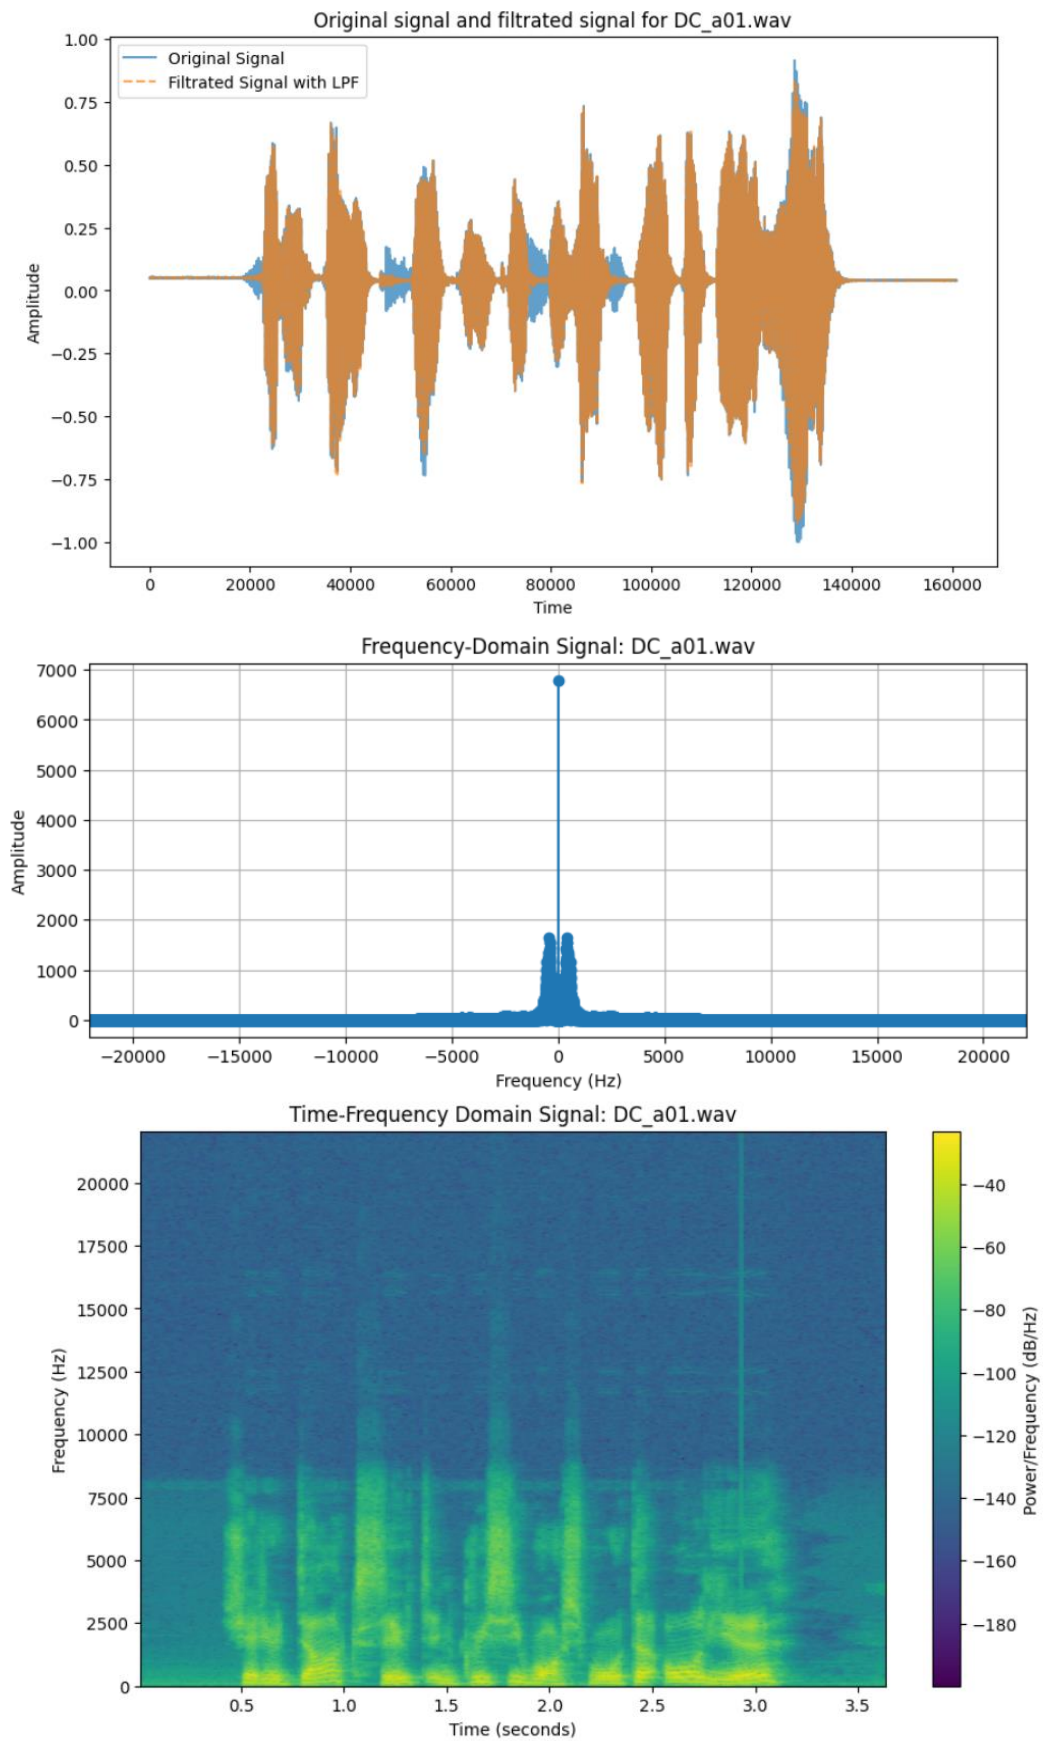 Original signal and filtrated signal for DC_a01.wav
1.00
0.75
0.50
0.25
0.00
−0.25
−0.50
−0.75
−1.00
Amplitude
Original Signal
Filtrated Signal with LPF
0 20000 40000 60000 80000 100000 120000 140000 160000
Time
Frequency-Domain Signal: DC_a01.wav
7000
6000
5000
4000
3000
2000
1000
0
Amplitude
−20000 −15000 −10000 −5000 0 5000 10000 15000 20000
Frequency (Hz)
Time-Frequency Domain Signal: DC_a01.wav
20000
17500
15000
12500
10000
7500
5000
2500
0
Frequency (Hz)
0.5 1.0 1.5 2.0 2.5 3.0 3.5
Time (seconds)
−40
−60
−80
−100
−120
−140
−160
−180
Power/Frequency (dB/Hz)